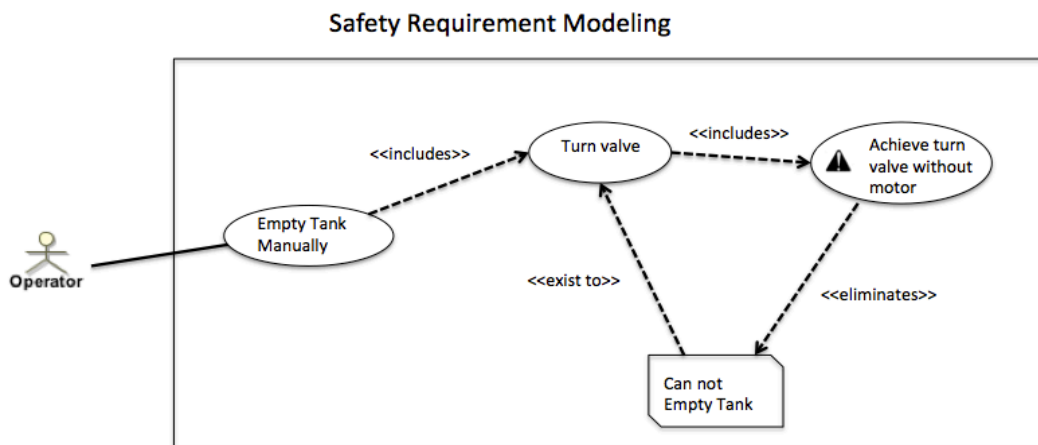 Safety Requirement Modeling
<<includes>>
Turn valve
<<includes>>
Achieve turn
valve without
motor
Empty Tank
Manually
Operator
<<exist to>>
<<eliminates>>
Can not
Empty Tank